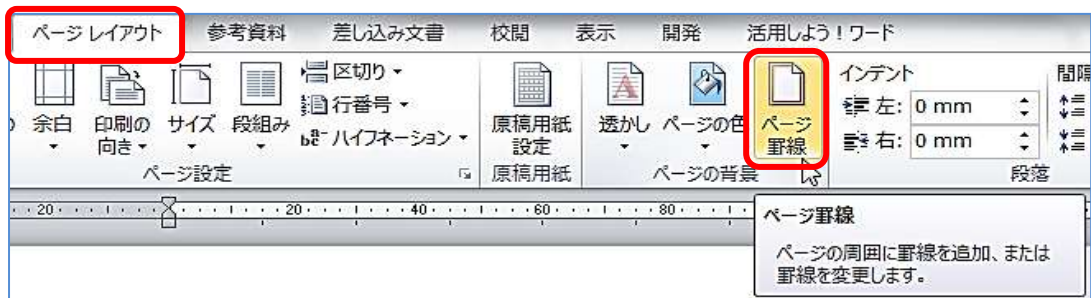 ページ レイアウト 参考資料 差し込み文書 校閲 表示 開発 活用しよう！ワード
区切り インデント 間隔
行番号 左: 0 mm
余白 印刷の向き サイズ 段組み 原稿用紙設定 透かし ページの色 ページ罫線
ハイフネーション 右: 0 mm
ページ設定 原稿用紙 ページの背景 段落
20 20 40 60 80
ページ罫線
ページの周囲に罫線を追加、または
罫線を変更します。